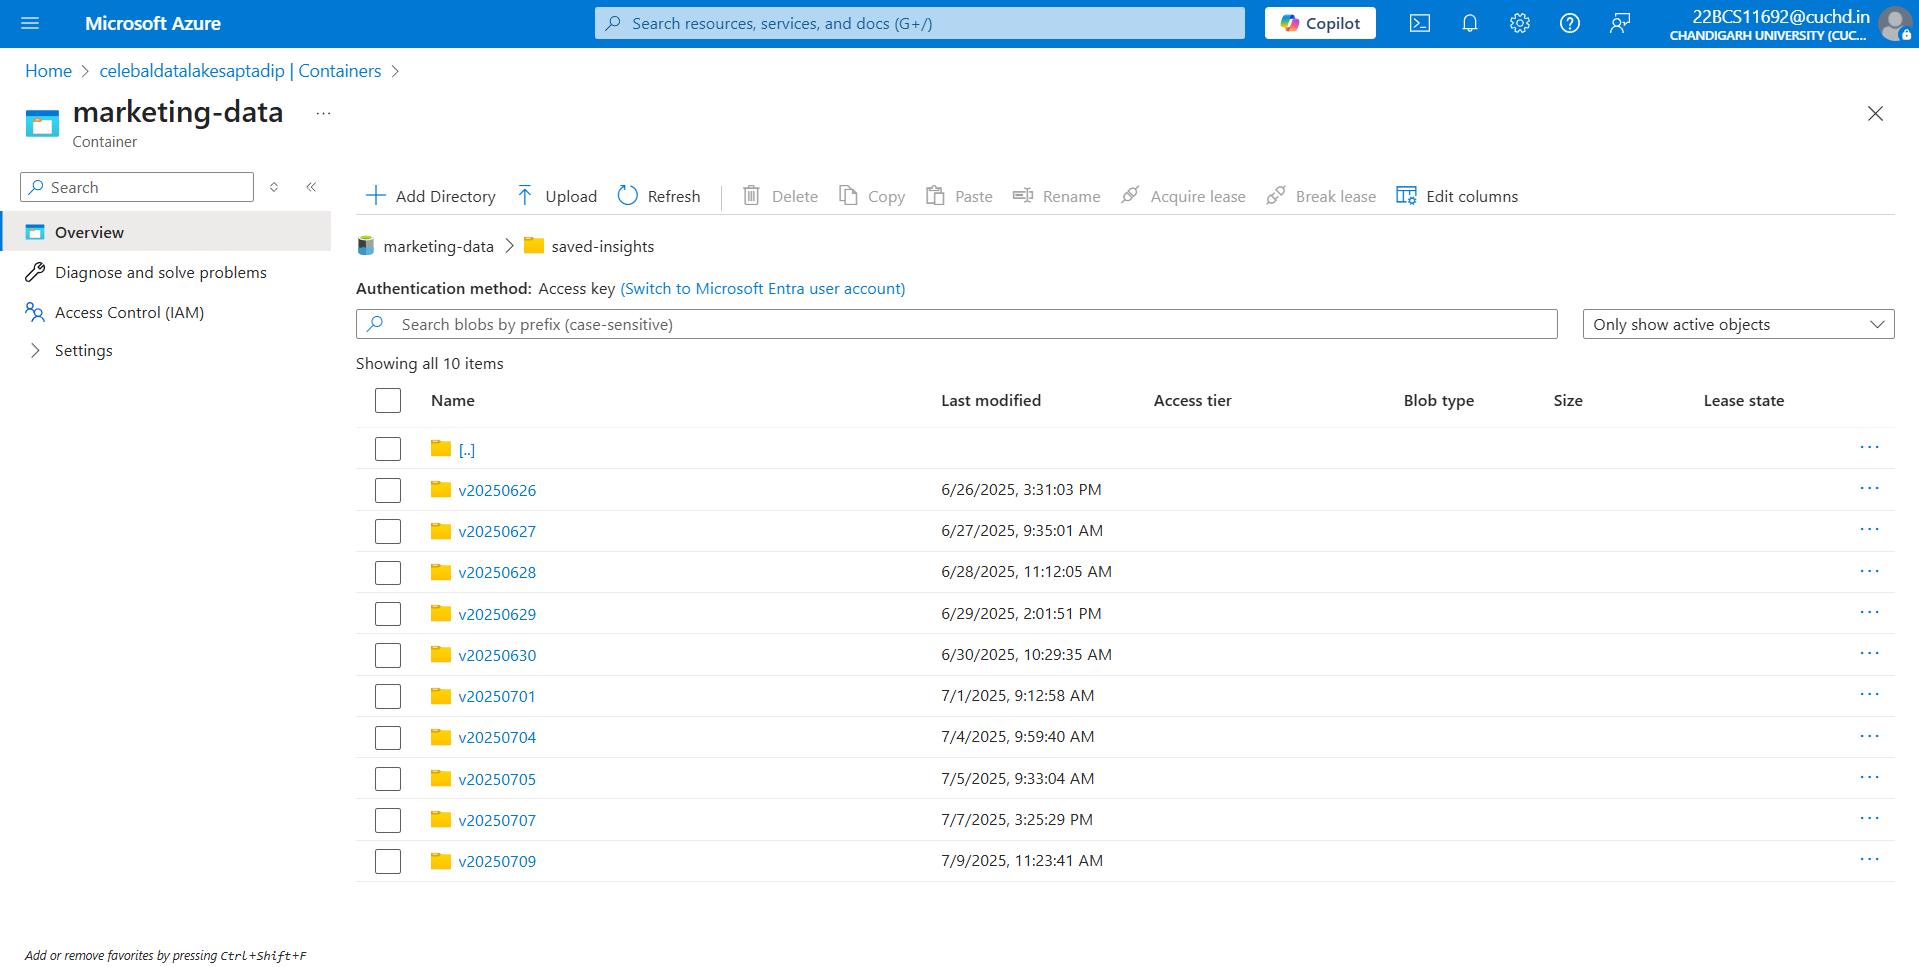 Microsoft Azure
Search resources, services, and docs (G+/)
Copilot
22BCS11692@cuchd.in
CHANDIGARH UNIVERSITY (CUC...
Home > celebaldatalakesaptadip | Containers >
marketing-data ...
Container
Search
Overview
Diagnose and solve problems
Access Control (IAM)
Settings
Add Directory Upload Refresh Delete Copy Paste Rename Acquire lease Break lease Edit columns
marketing-data > saved-insights
Authentication method: Access key (Switch to Microsoft Entra user account)
Search blobs by prefix (case-sensitive)
Only show active objects
Showing all 10 items
Name Last modified Access tier Blob type Size Lease state
[..]
v20250626 6/26/2025, 3:31:03 PM
v20250627 6/27/2025, 9:35:01 AM
v20250628 6/28/2025, 11:12:05 AM
v20250629 6/29/2025, 2:01:51 PM
v20250630 6/30/2025, 10:29:35 AM
v20250701 7/1/2025, 9:12:58 AM
v20250704 7/4/2025, 9:59:40 AM
v20250705 7/5/2025, 9:33:04 AM
v20250707 7/7/2025, 3:25:29 PM
v20250709 7/9/2025, 11:23:41 AM
Add or remove favorites by pressing Ctrl+Shift+F